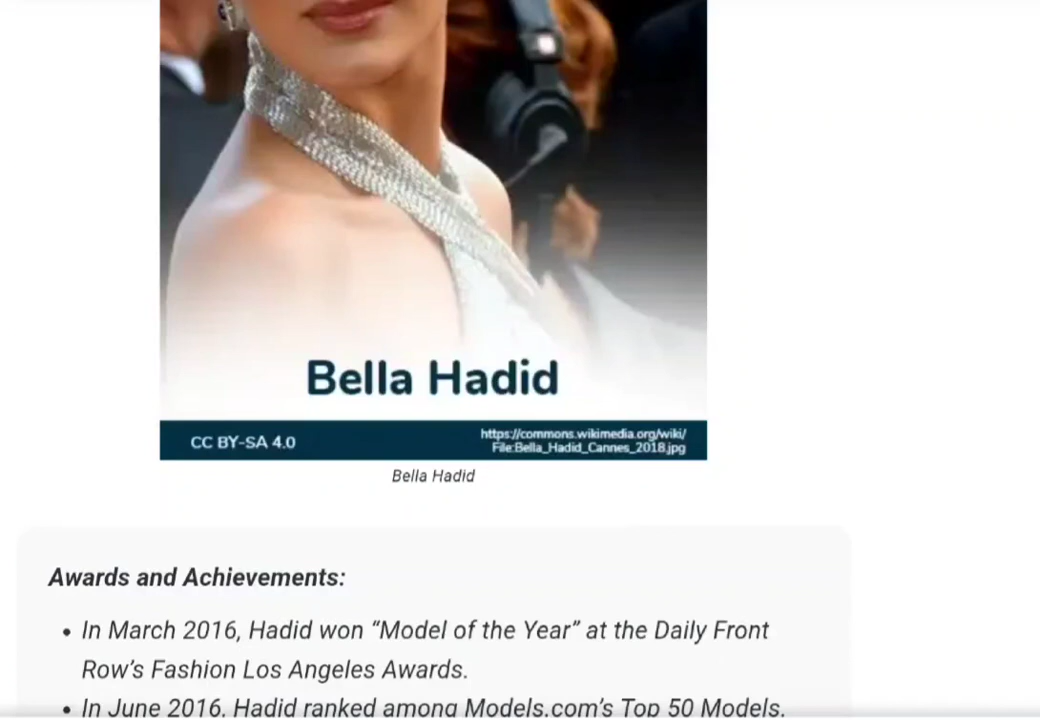 Bella Hadid
CC BY-SA 4.0
https://commons.wikimedia.org/wiki/
File:Bella_Hadid_Cannes_2018.jpg
Bella Hadid
Awards and Achievements:
• In March 2016, Hadid won “Model of the Year” at the Daily Front
Row’s Fashion Los Angeles Awards.
• In June 2016, Hadid ranked among Models.com’s Top 50 Models.